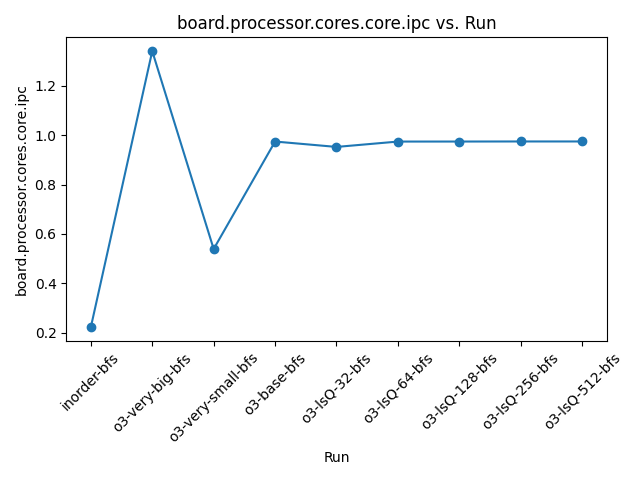 board.processor.cores.core.ipc vs. Run
board.processor.cores.core.ipc
1.2
1.0
0.8
0.6
0.4
0.2
inorder-bfs
o3-very-big-bfs
o3-very-small-bfs
o3-base-bfs
o3-lsQ-32-bfs
o3-lsQ-64-bfs
o3-lsQ-128-bfs
o3-lsQ-256-bfs
o3-lsQ-512-bfs
Run